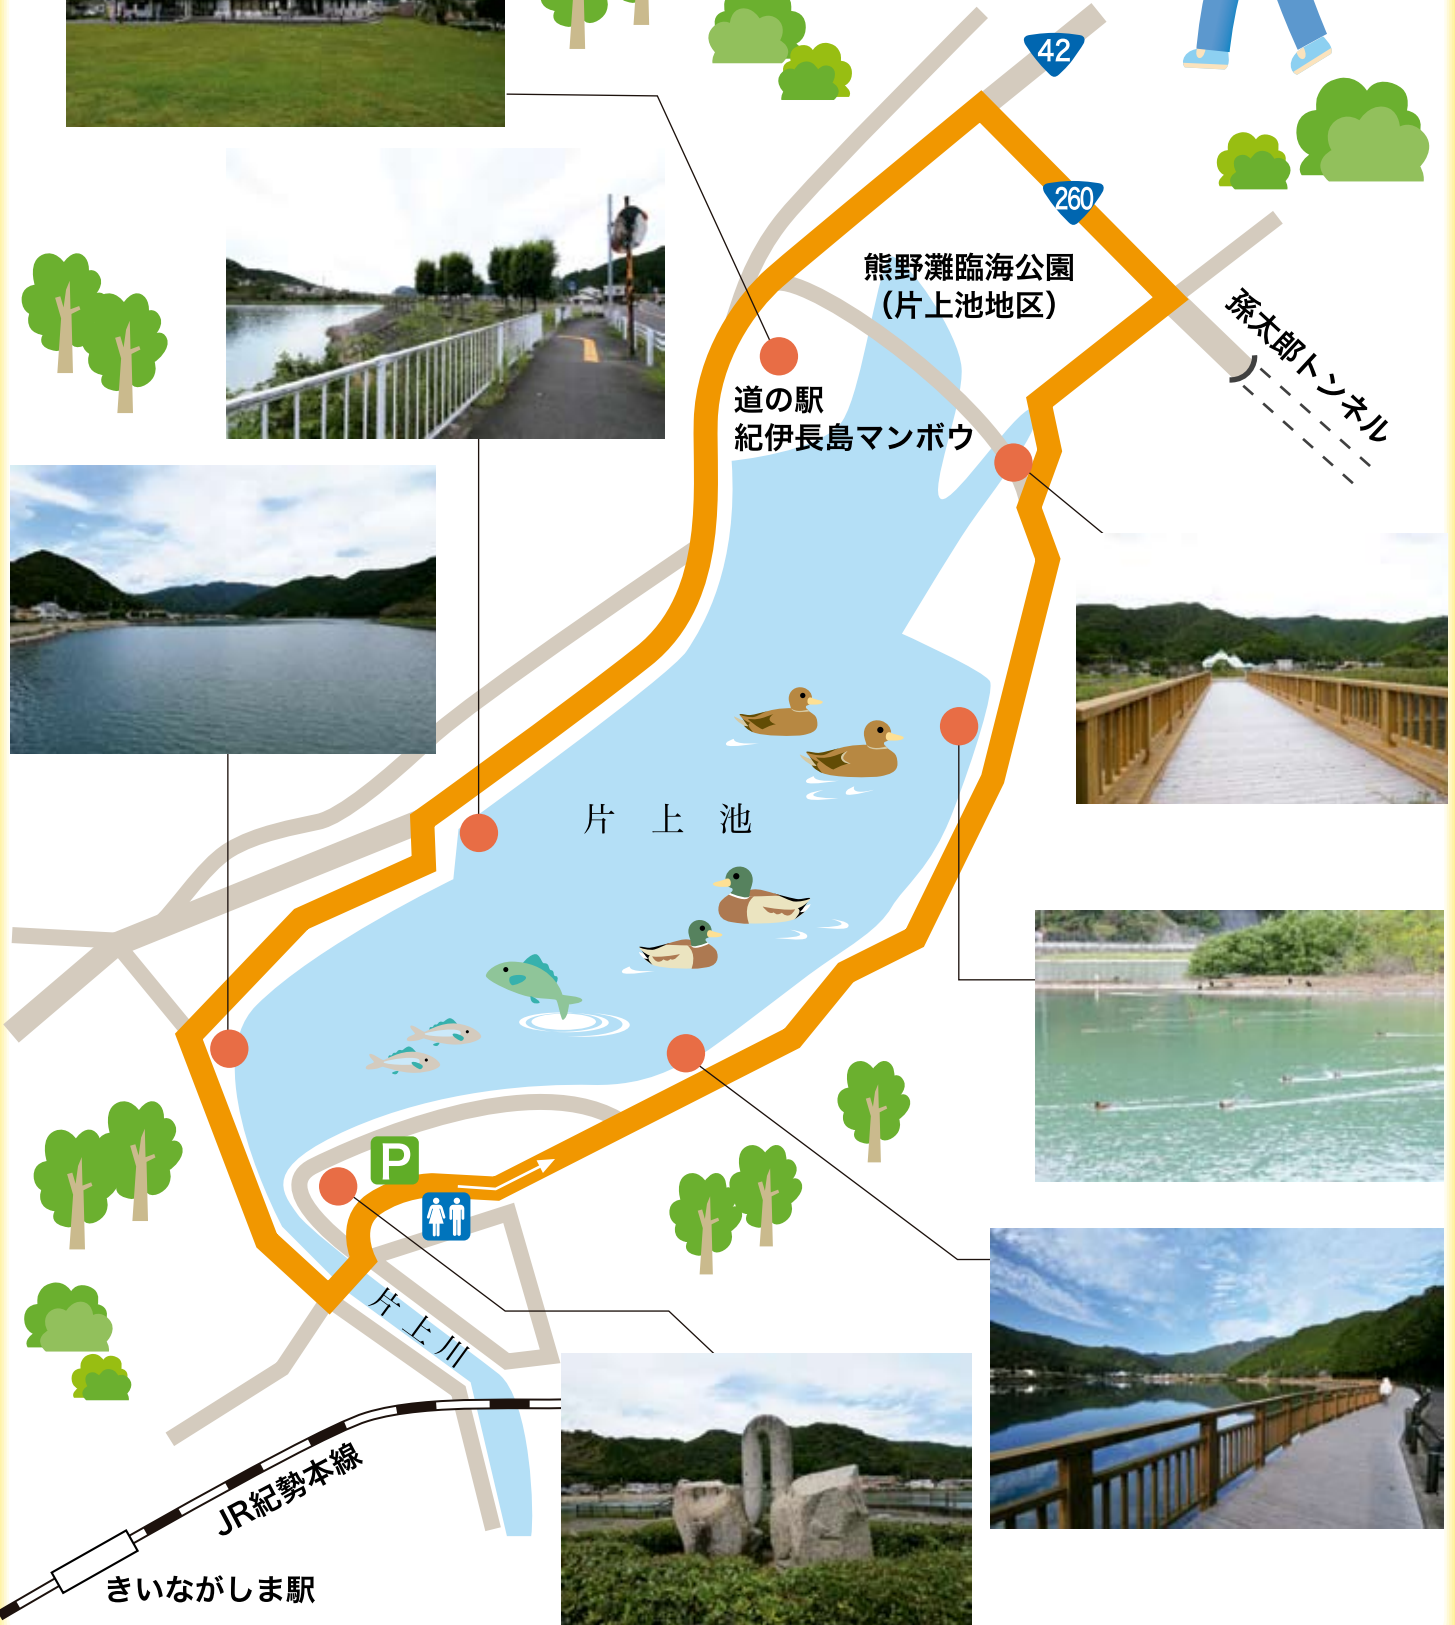 42
260
熊野灘臨海公園
（片上池地区）
孫太郎トンネル
道の駅
紀伊長島マンボウ
片上池
P
片上川
JR紀勢本線
きいながしま駅